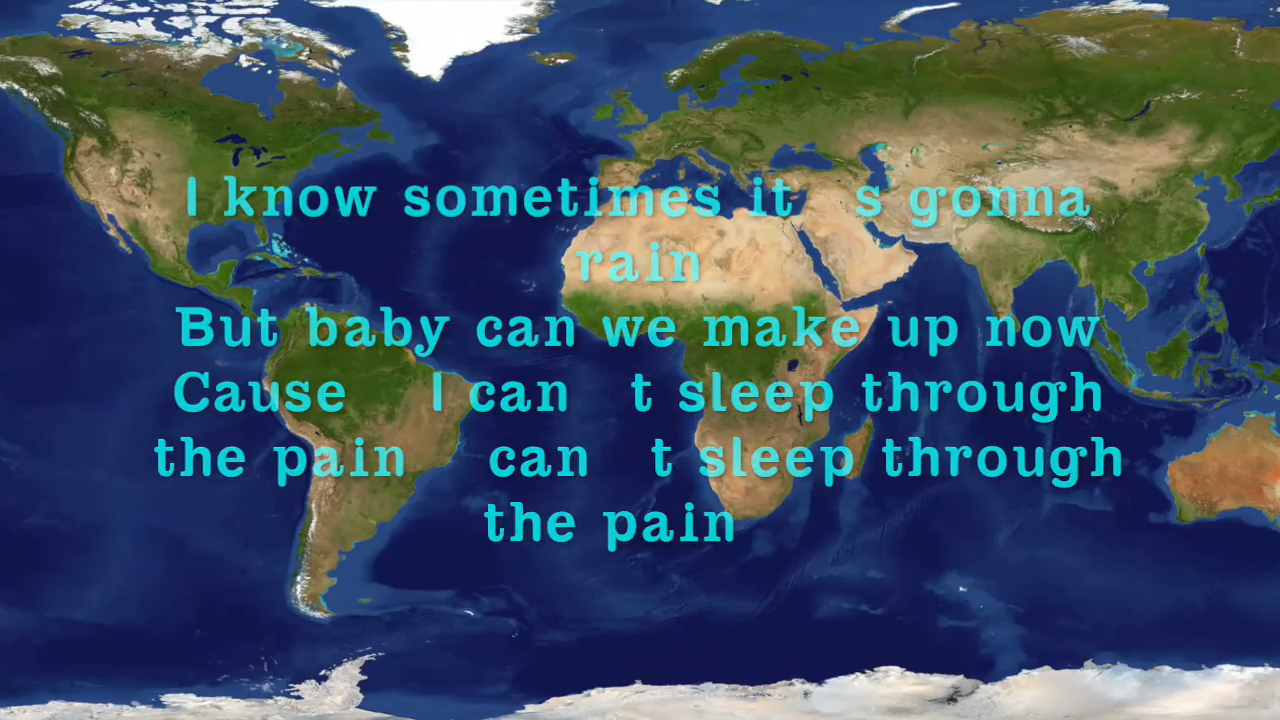 I know sometimes it s gonna
rain
But baby can we make up now
Cause I can t sleep through
the pain can t sleep through
the pain